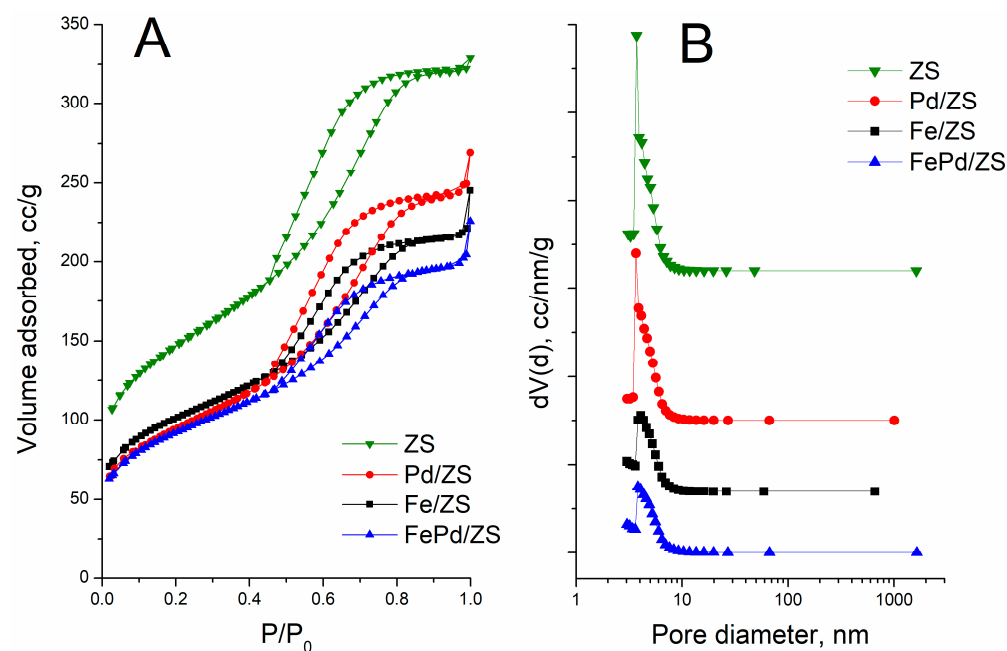 A
350
300
250
200
150
100
50
0
Volume adsorbed, cc/g
ZS
Pd/ZS
Fe/ZS
FePd/ZS
0.0 0.2 0.4 0.6 0.8 1.0
P/P0
B
ZS
Pd/ZS
Fe/ZS
FePd/ZS
dV(d), cc/nm/g
1 10 100 1000
Pore diameter, nm